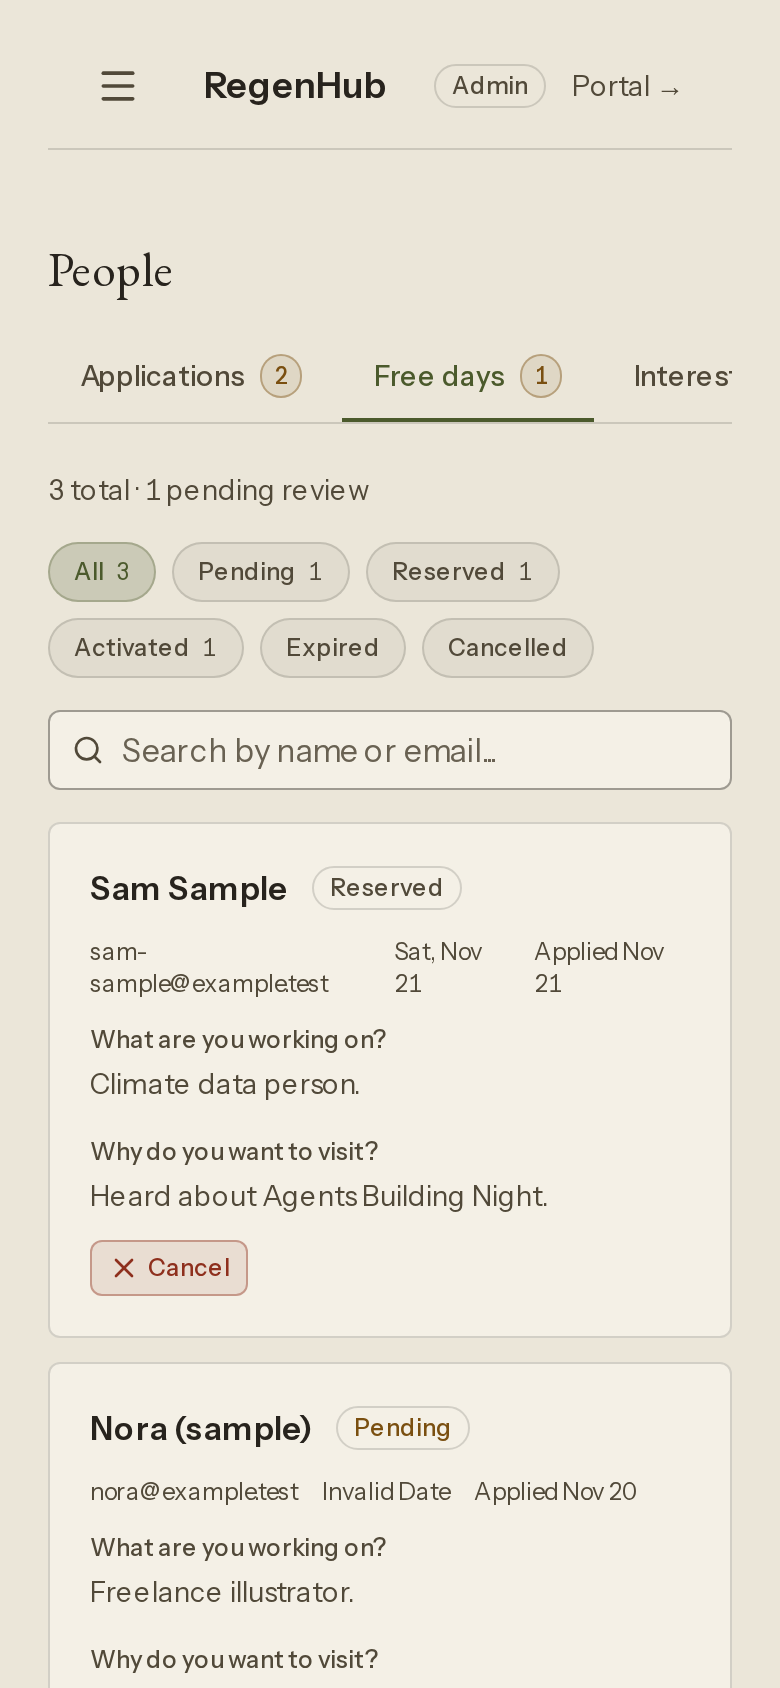 RegenHub Admin Portal →
People
Applications 2 Free days 1 Interest
3 total · 1 pending review
All 3 Pending 1 Reserved 1
Activated 1 Expired Cancelled
Search by name or email...
Sam Sample Reserved
sam-
sample@example.test
Sat, Nov
21
Applied Nov
21
What are you working on?
Climate data person.
Why do you want to visit?
Heard about Agents Building Night.
Cancel
Nora (sample) Pending
nora@example.test Invalid Date Applied Nov 20
What are you working on?
Freelance illustrator.
Why do you want to visit?